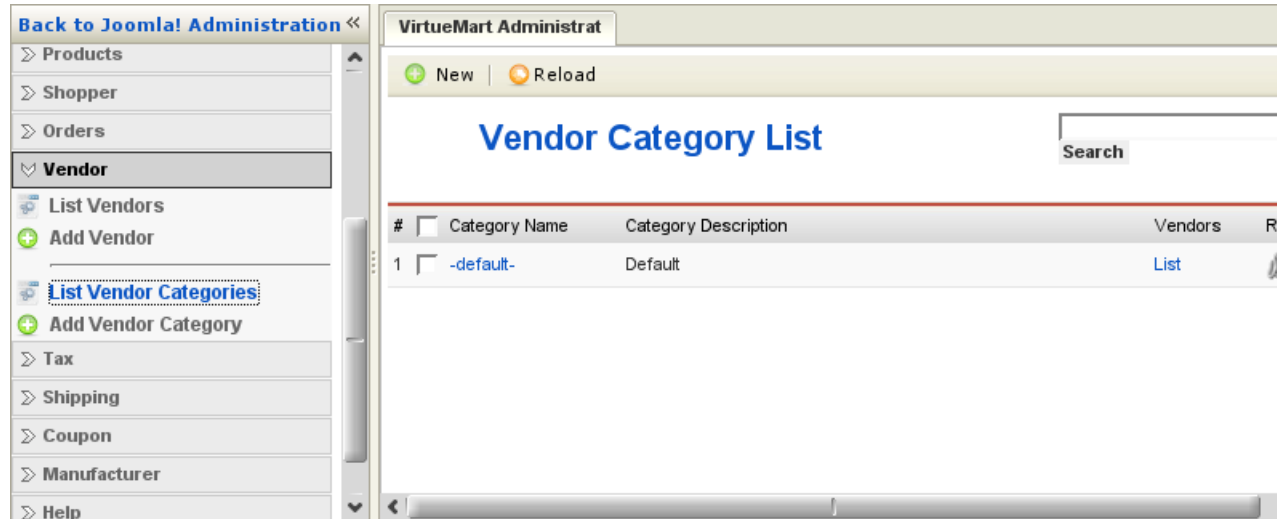 Back to Joomla! Administration «
Products
Shopper
Orders
Vendor
List Vendors
Add Vendor
List Vendor Categories
Add Vendor Category
Tax
Shipping
Coupon
Manufacturer
Help
VirtueMart Administrat
New | Reload
Vendor Category List
Search
# Category Name Category Description Vendors R
1 -default- Default List